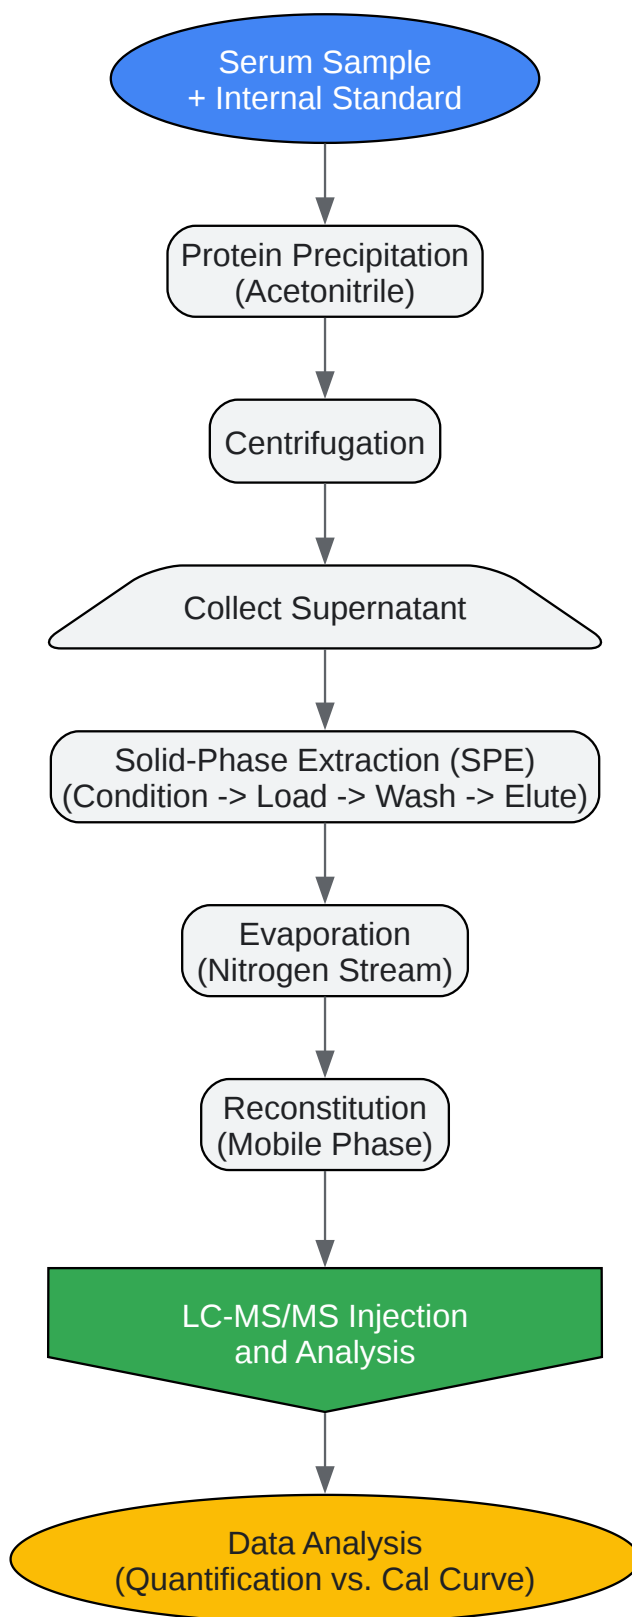 Serum Sample
+ Internal Standard
Protein Precipitation
(Acetonitrile)
Centrifugation
Collect Supernatant
Solid-Phase Extraction (SPE)
(Condition -> Load -> Wash -> Elute)
Evaporation
(Nitrogen Stream)
Reconstitution
(Mobile Phase)
LC-MS/MS Injection
and Analysis
Data Analysis
(Quantification vs. Cal Curve)